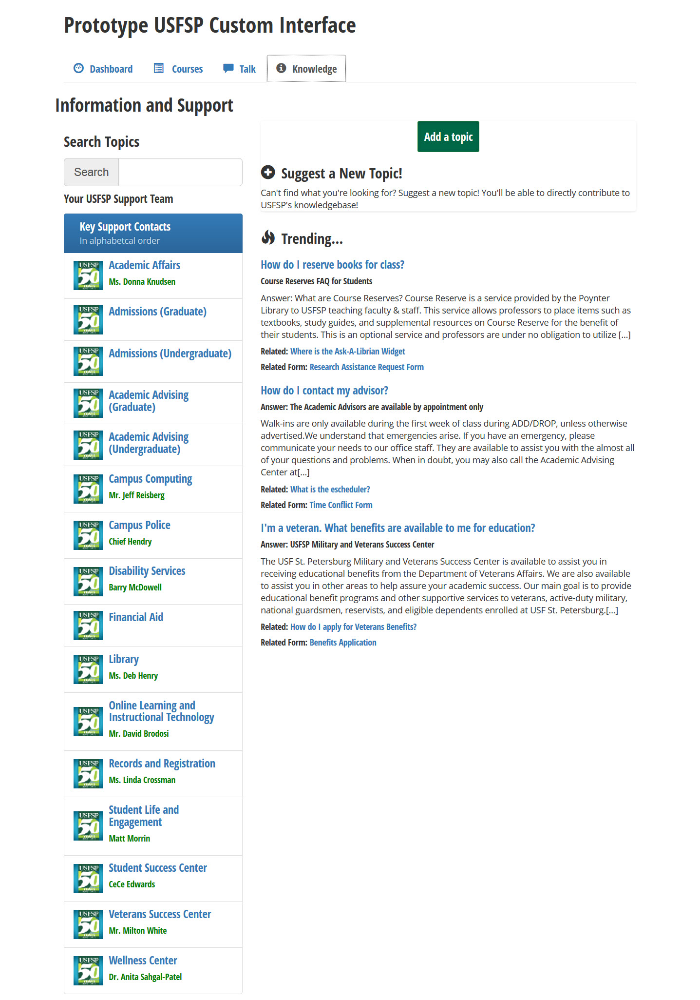 Prototype USFSP Custom Interface
Dashboard
Courses
Talk
Knowledge
Information and Support
Search Topics
Search
Your USFSP Support Team
Key Support Contacts
In alphabetcal order
USFSP
50
YEARS
Academic Affairs
Ms. Donna Knudsen
USFSP
50
YEARS
Admissions (Graduate)
USFSP
50
YEARS
Admissions (Undergraduate)
USFSP
50
YEARS
Academic Advising
(Graduate)
USFSP
50
YEARS
Academic Advising
(Undergraduate)
USFSP
50
YEARS
Campus Computing
Mr. Jeff Reisberg
USFSP
50
YEARS
Campus Police
Chief Hendry
USFSP
50
YEARS
Disability Services
Barry McDowell
USFSP
50
YEARS
Financial Aid
USFSP
50
YEARS
Library
Ms. Deb Henry
USFSP
50
YEARS
Online Learning and
Instructional Technology
Mr. David Brodosi
USFSP
50
YEARS
Records and Registration
Ms. Linda Crossman
USFSP
50
YEARS
Student Life and
Engagement
Matt Morrin
USFSP
50
YEARS
Student Success Center
CeCe Edwards
USFSP
50
YEARS
Veterans Success Center
Mr. Milton White
USFSP
50
YEARS
Wellness Center
Dr. Anita Sahgal-Patel
Add a topic
Suggest a New Topic!
Can't find what you're looking for? Suggest a new topic! You'll be able to directly contribute to
USFSP's knowledgebase!
Trending...
How do I reserve books for class?
Course Reserves FAQ for Students
Answer: What are Course Reserves? Course Reserve is a service provided by the Poynter
Library to USFSP teaching faculty & staff. This service allows professors to place items such as
textbooks, study guides, and supplemental resources on Course Reserve for the benefit of
their students. This is an optional service and professors are under no obligation to utilize [...]
Related: Where is the Ask-A-Librian Widget
Related Form: Research Assistance Request Form
How do I contact my advisor?
Answer: The Academic Advisors are available by appointment only
Walk-ins are only available during the first week of class during ADD/DROP, unless otherwise
advertised.We understand that emergencies arise. If you have an emergency, please
communicate your needs to our office staff. They are available to assist you with the almost all
of your questions and problems. When in doubt, you may also call the Academic Advising
Center at[...]
Related: What is the escheduler?
Related Form: Time Conflict Form
I'm a veteran. What benefits are available to me for education?
Answer: USFSP Military and Veterans Success Center
The USF St. Petersburg Military and Veterans Success Center is available to assist you in
receiving educational benefits from the Department of Veterans Affairs. We are also available
to assist you in other areas to help assure your academic success. Our main goal is to provide
educational benefit programs and other supportive services to veterans, active-duty military,
national guardsmen, reservists, and eligible dependents enrolled at USF St. Petersburg.[...]
Related: How do I apply for Veterans Benefits?
Related Form: Benefits Application